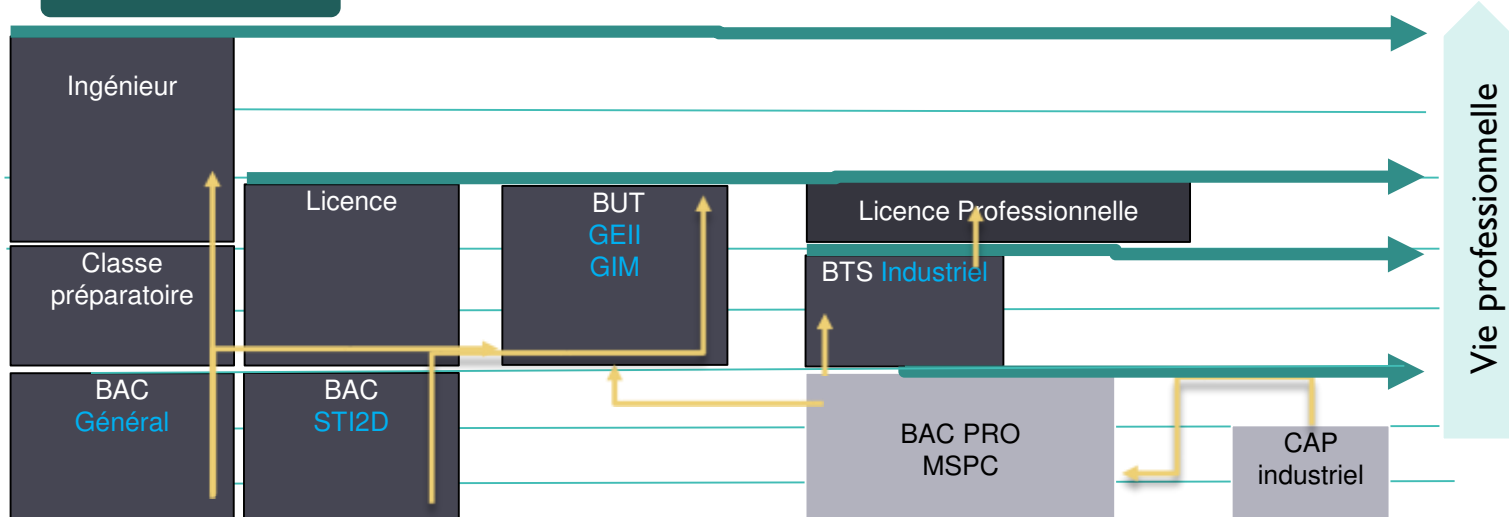 Ingénieur
Licence
BUT
GEII
GIM
Licence Professionnelle
Classe
préparatoire
BTS Industriel
BAC
Général
BAC
STI2D
BAC PRO
MSPC
CAP
industriel
Vie professionnelle